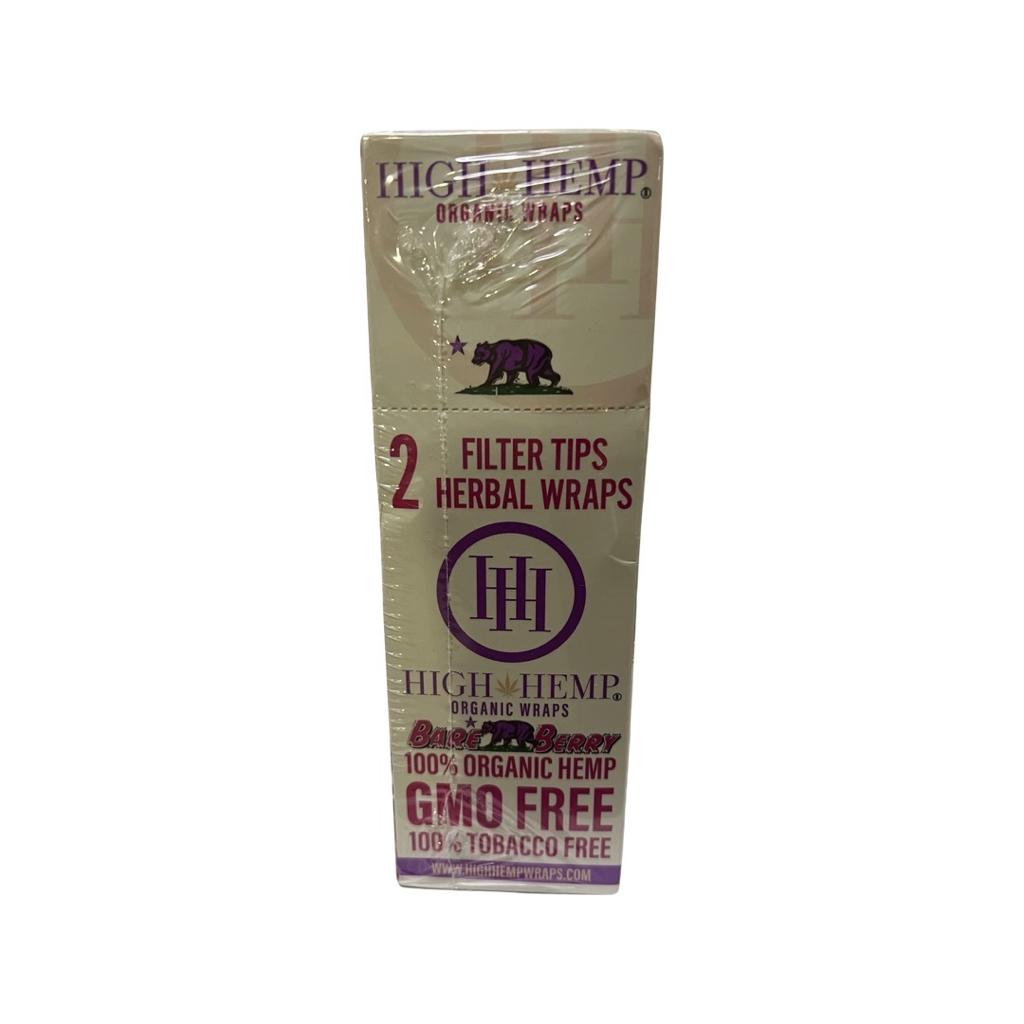 HIGH HEMP®
ORGANIC WRAPS
2 FILTER TIPS
HERBAL WRAPS
HH
HIGH HEMP®
ORGANIC WRAPS
BARE BERRY
100% ORGANIC HEMP
GMO FREE
100% TOBACCO FREE
WWW.HIGHHEMPWRAPS.COM